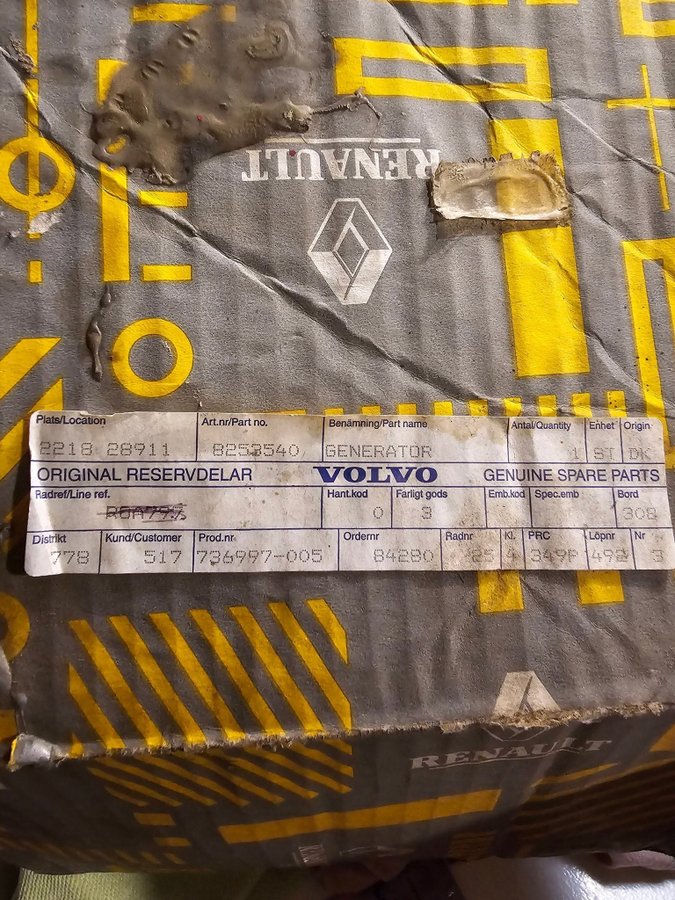 RENAULT
Plats/Location Art.nr/Part no. Benämning/Part name Antal/Quantity Enhet Origin
2218 28911 8253540 GENERATOR 1 ST DK
ORIGINAL RESERVDELAR VOLVO GENUINE SPARE PARTS
Radref/Line ref. Hant.kod Farligt gods Emb.kod Spec.emb Bord
0 3 308
Distrikt Kund/Customer Prod.nr Ordernr Radnr Kl. PRC Löpnr Nr
778 517 736997-005 84280 25 4 349P 492 3
RENAULT